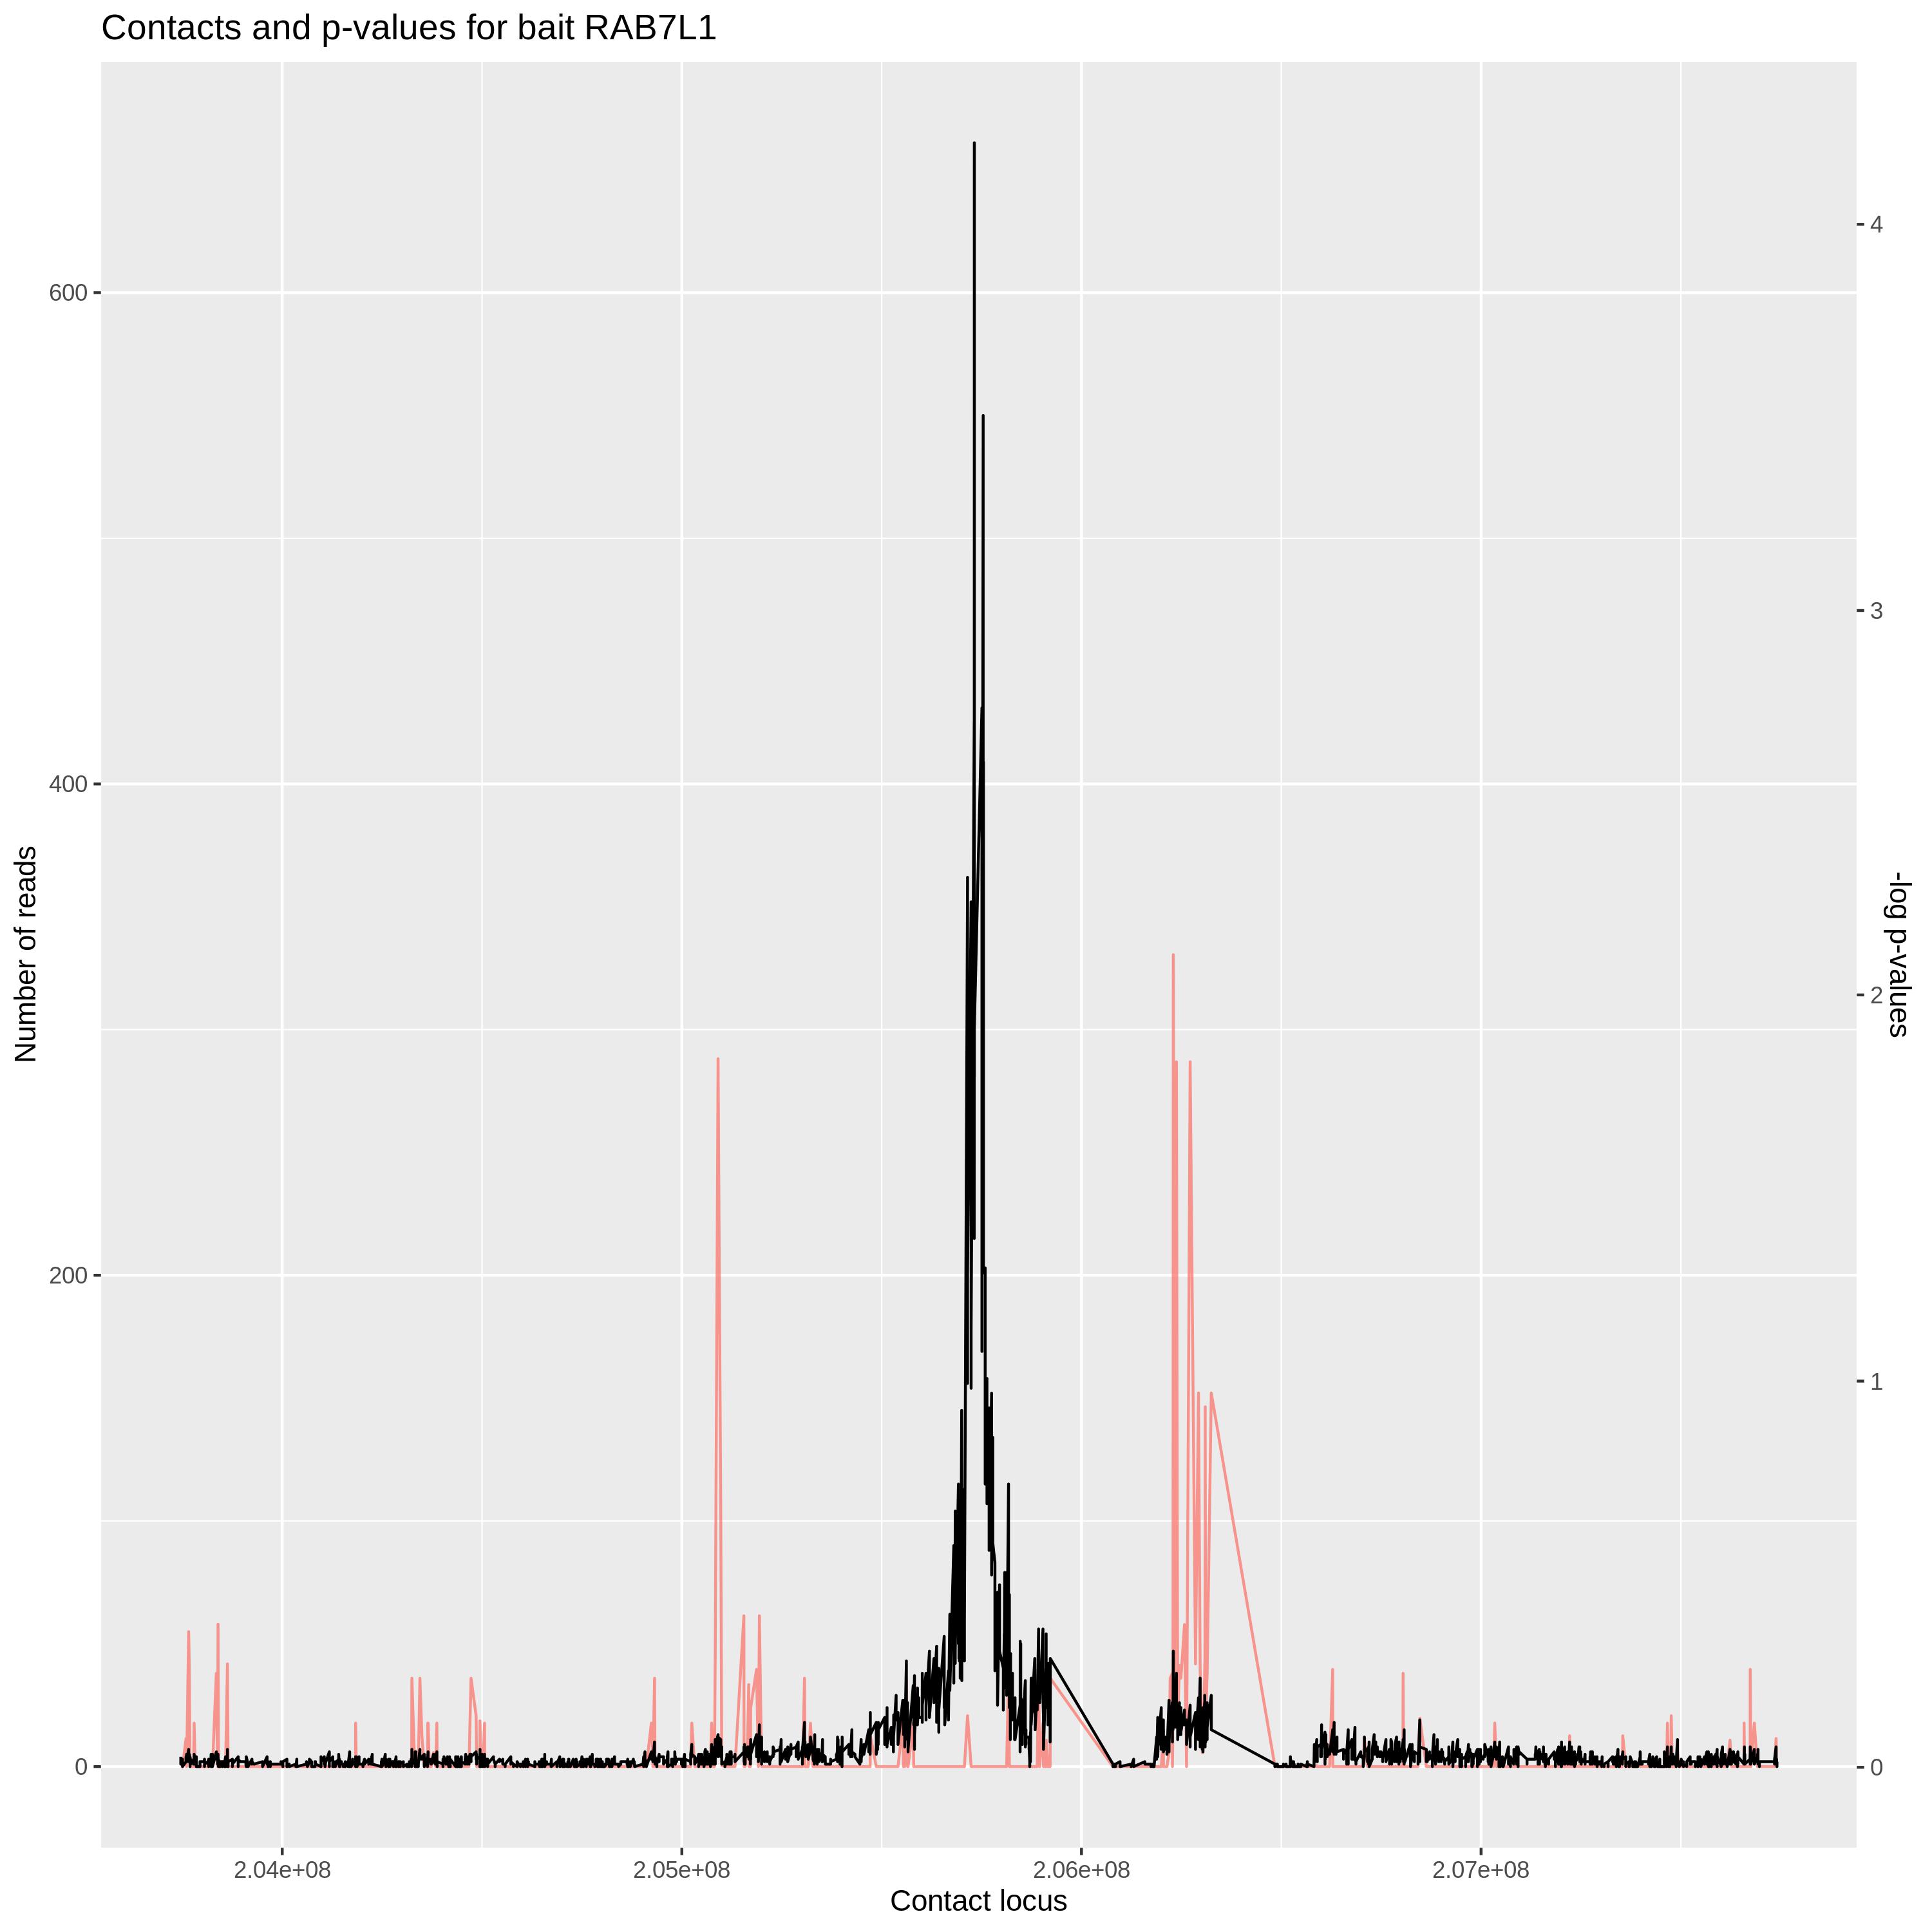 Contacts and p-values for bait RAB7L1
Number of reads
600
400
200
0
4
3
2
1
0
-log p-values
2.04e+08
2.05e+08
2.06e+08
2.07e+08
Contact locus